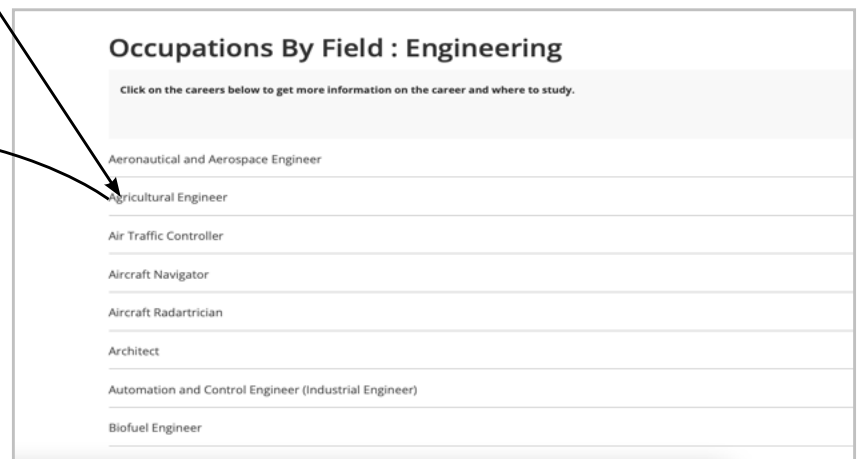 Occupations By Field : Engineering
Click on the careers below to get more information on the career and where to study.
Aeronautical and Aerospace Engineer
Agricultural Engineer
Air Traffic Controller
Aircraft Navigator
Aircraft Radartrician
Architect
Automation and Control Engineer (Industrial Engineer)
Biofuel Engineer